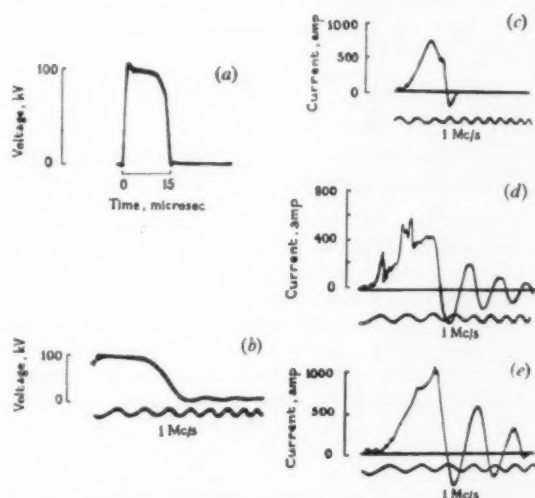 (a)
Voltage, kV
100
0
0 15
Time, microsec
(b)
Voltage, kV
100
0
1 Mc/s
(c)
Current, amp
1000
500
0
1 Mc/s
(d)
Current, amp
800
400
0
1 Mc/s
(e)
Current, amp
1000
500
0
1 Mc/s